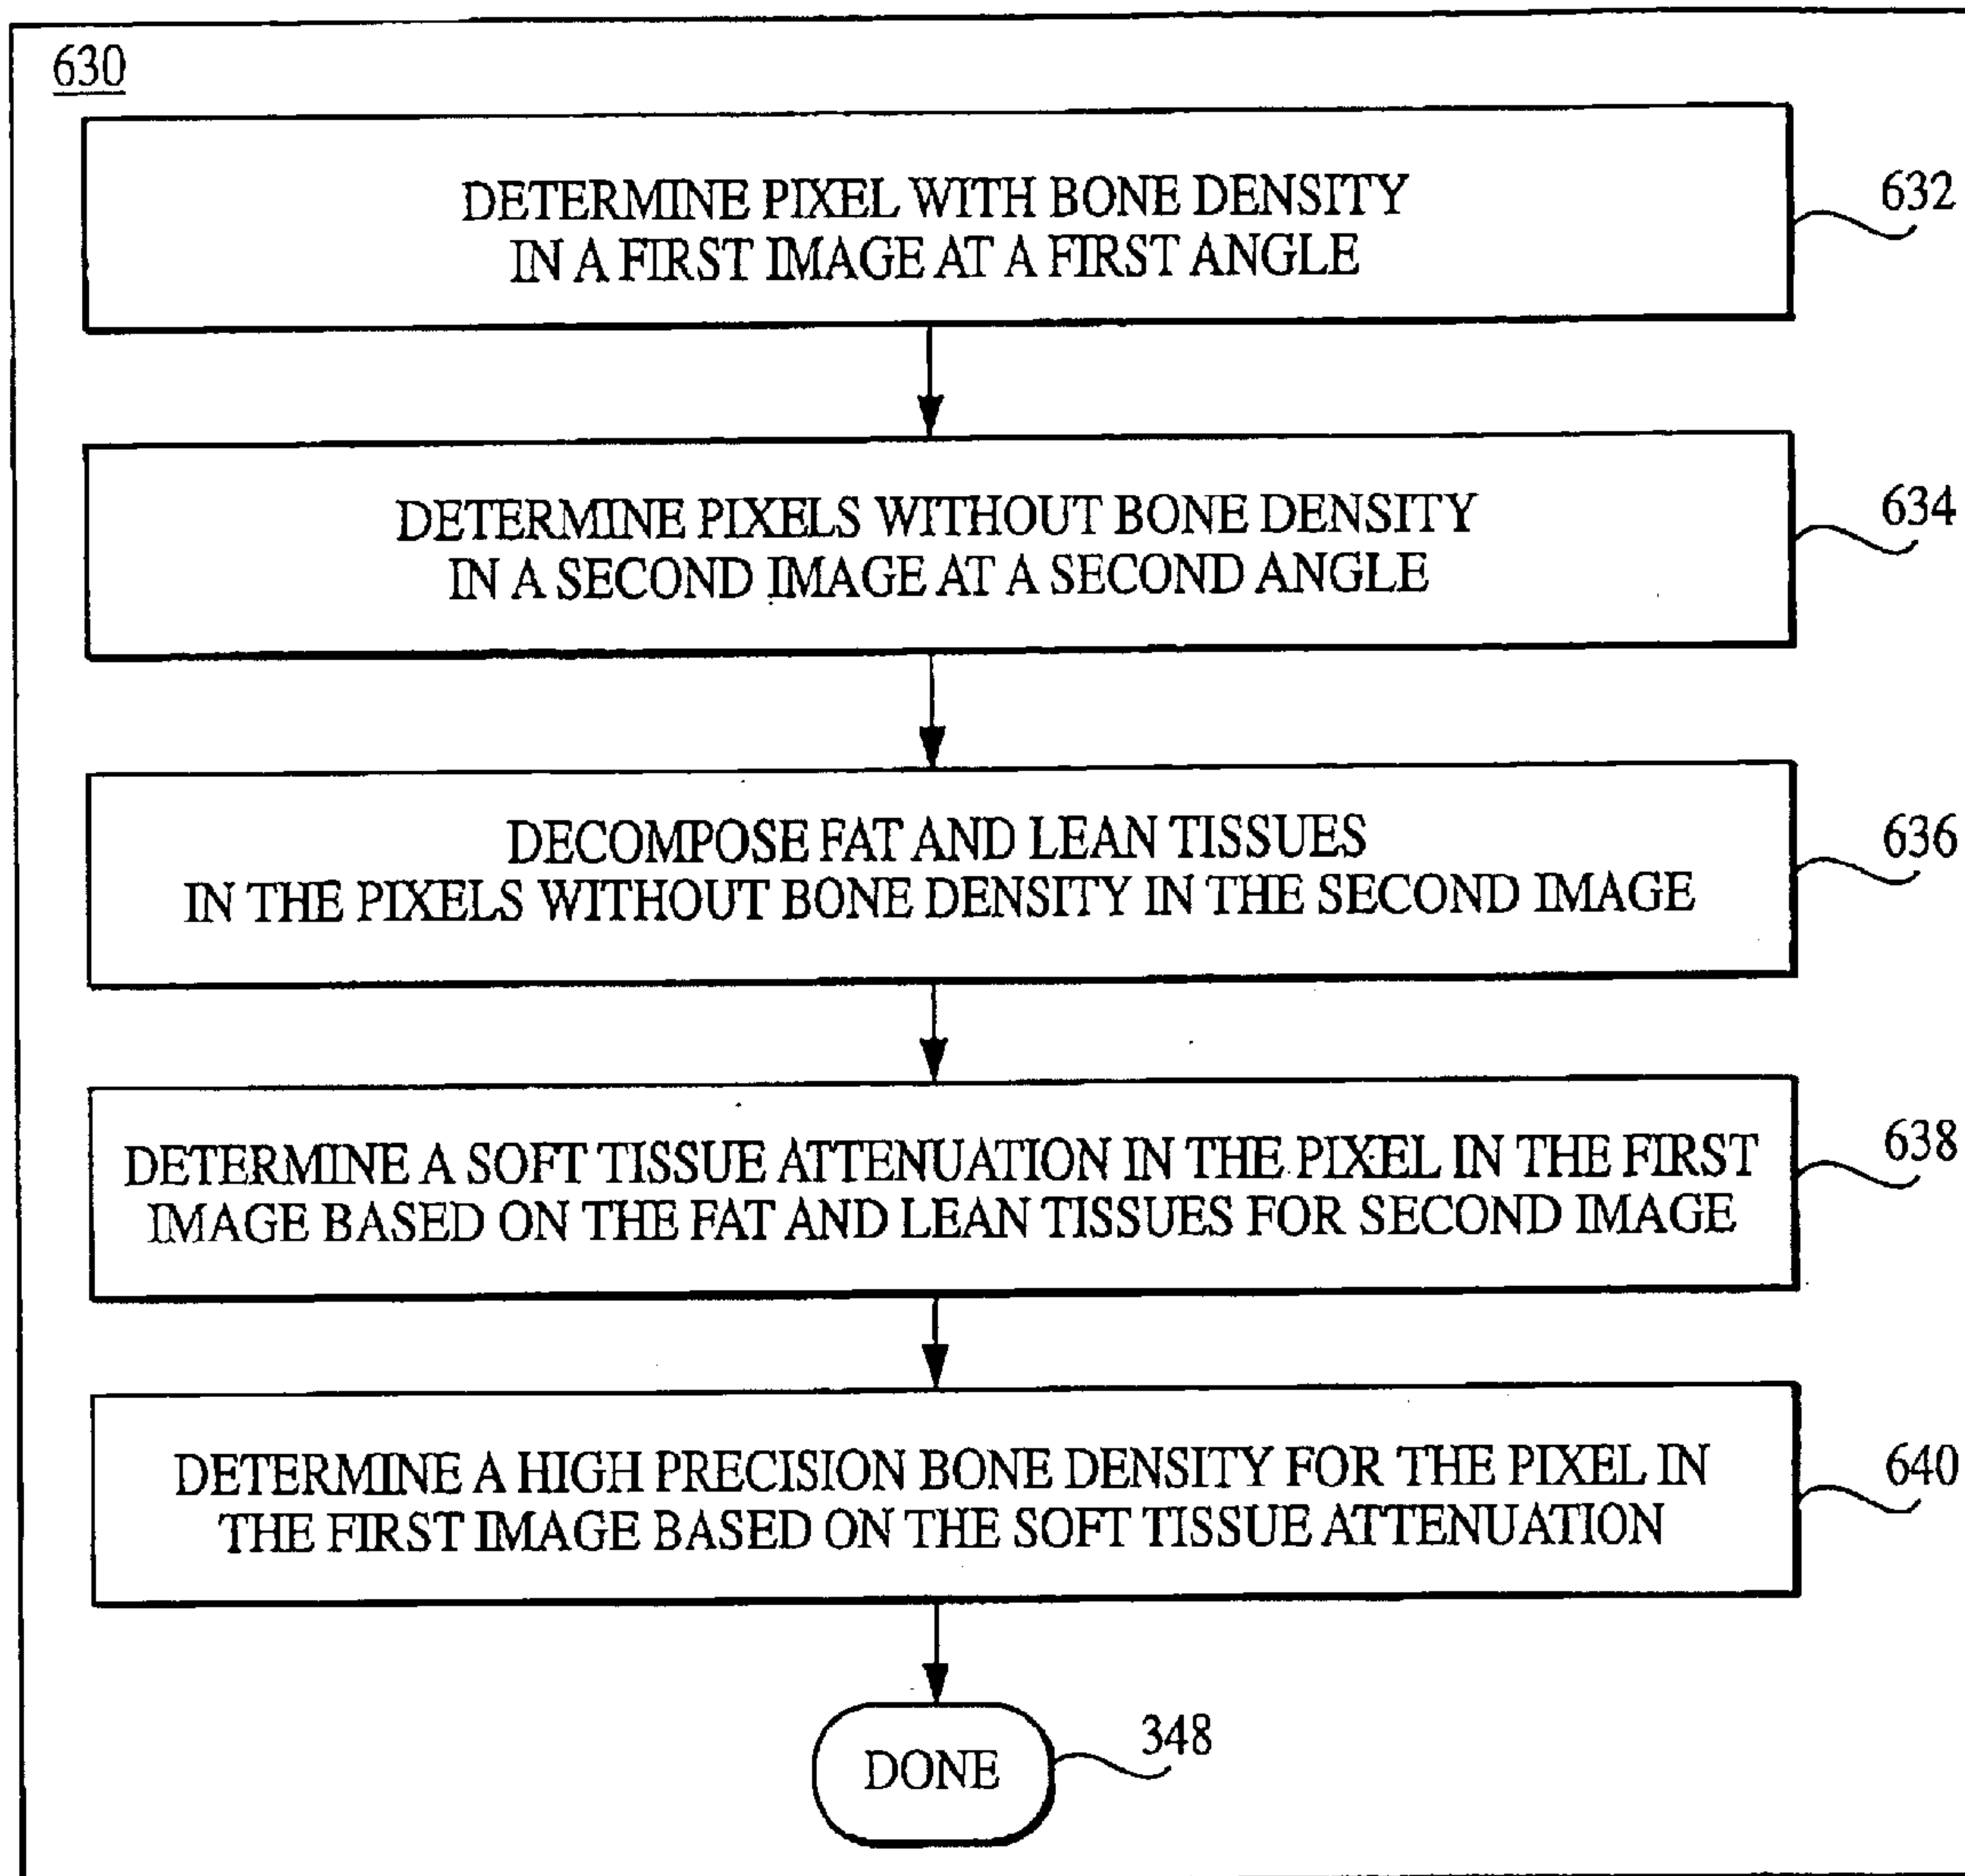 630
DETERMINE PIXEL WITH BONE DENSITY
IN A FIRST IMAGE AT A FIRST ANGLE
632
DETERMINE PIXELS WITHOUT BONE DENSITY
IN A SECOND IMAGE AT A SECOND ANGLE
634
DECOMPOSE FAT AND LEAN TISSUES
IN THE PIXELS WITHOUT BONE DENSITY IN THE SECOND IMAGE
636
DETERMINE A SOFT TISSUE ATTENUATION IN THE PIXEL IN THE FIRST
IMAGE BASED ON THE FAT AND LEAN TISSUES FOR SECOND IMAGE
638
DETERMINE A HIGH PRECISION BONE DENSITY FOR THE PIXEL IN
THE FIRST IMAGE BASED ON THE SOFT TISSUE ATTENUATION
640
DONE
348